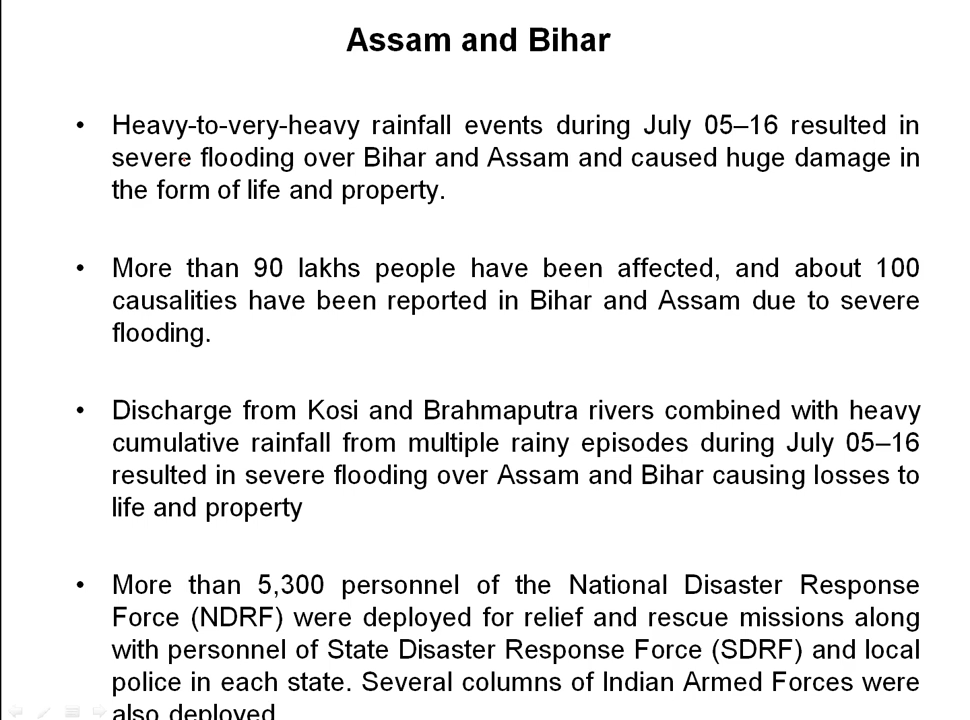 Assam and Bihar
• Heavy-to-very-heavy rainfall events during July 05–16 resulted in
severe flooding over Bihar and Assam and caused huge damage in
the form of life and property.
• More than 90 lakhs people have been affected, and about 100
causalities have been reported in Bihar and Assam due to severe
flooding.
• Discharge from Kosi and Brahmaputra rivers combined with heavy
cumulative rainfall from multiple rainy episodes during July 05–16
resulted in severe flooding over Assam and Bihar causing losses to
life and property
• More than 5,300 personnel of the National Disaster Response
Force (NDRF) were deployed for relief and rescue missions along
with personnel of State Disaster Response Force (SDRF) and local
police in each state. Several columns of Indian Armed Forces were
also deployed